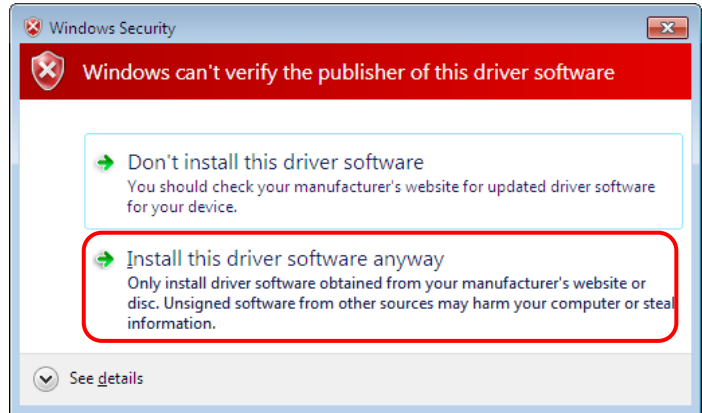 Windows Security
Windows can't verify the publisher of this driver software
Don't install this driver software
You should check your manufacturer's website for updated driver software
for your device.
Install this driver software anyway
Only install driver software obtained from your manufacturer's website or
disc. Unsigned software from other sources may harm your computer or steal
information.
See details